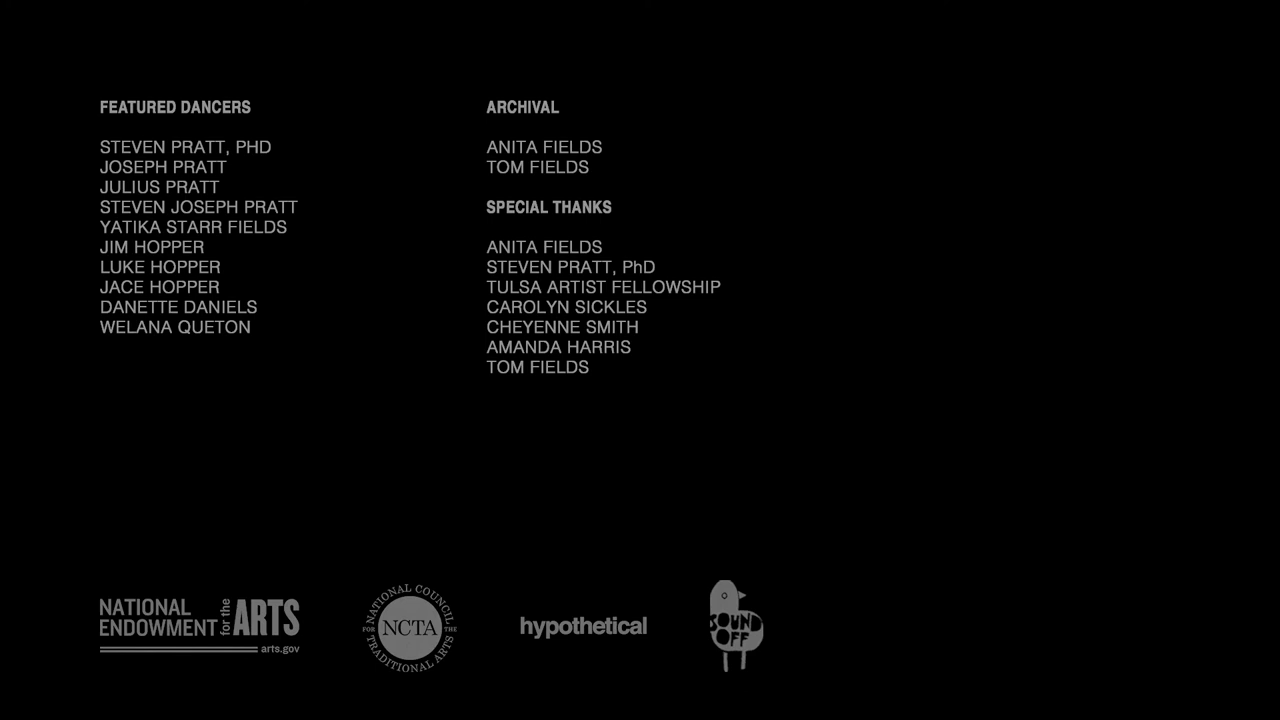 FEATURED DANCERS
STEVEN PRATT, PHD
JOSEPH PRATT
JULIUS PRATT
STEVEN JOSEPH PRATT
YATIKA STARR FIELDS
JIM HOPPER
LUKE HOPPER
JACE HOPPER
DANETTE DANIELS
WELANA QUETON
ARCHIVAL
ANITA FIELDS
TOM FIELDS
SPECIAL THANKS
ANITA FIELDS
STEVEN PRATT, PhD
TULSA ARTIST FELLOWSHIP
CAROLYN SICKLES
CHEYENNE SMITH
AMANDA HARRIS
TOM FIELDS
NATIONAL
ENDOWMENT
for the
ARTS
arts.gov
NATIONAL COUNCIL
FOR
NCTA
THE
TRADITIONAL ARTS
hypothetical
SOUND
OFF